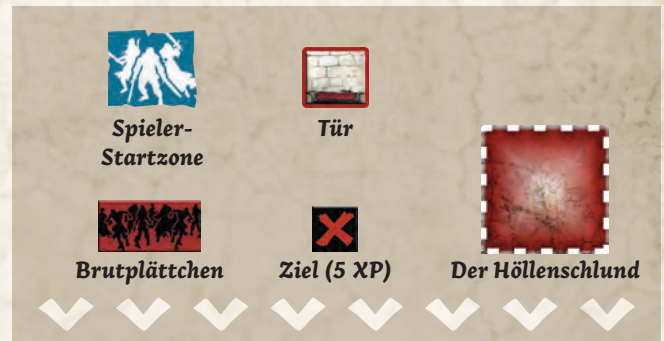 Spieler-
Startzone
Tür
Brutplättchen
Ziel (5 XP)
Der Höllenschlund